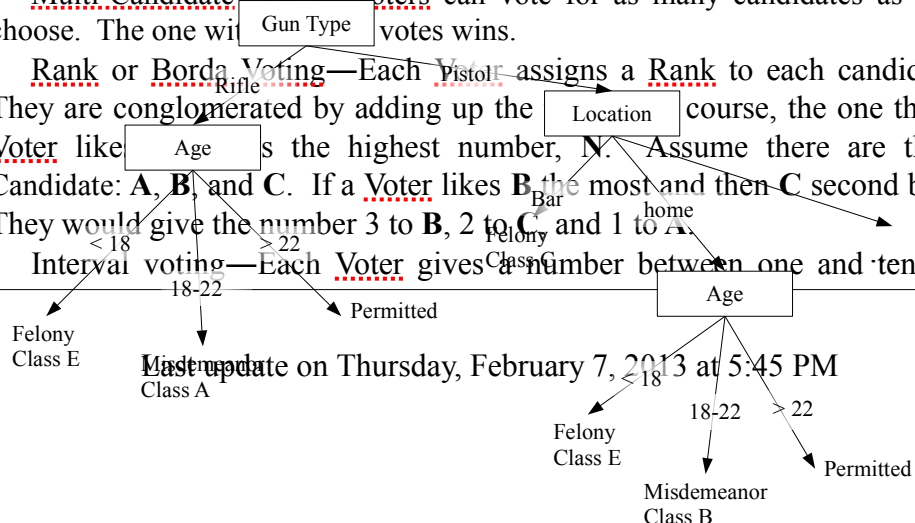 Multi Candidate oters can vote for as many candidates as
choose. The one wit votes wins.
Gun Type
Rank or Borda Voting—Each Voter assigns a Rank to each candid
Rifle
Pistol
They are conglomerated by adding up the course, the one th
Location
Voter like s the highest number, N. Assume there are t
Age
Candidate: A, B, and C. If a Voter likes B the most and then C second b
Bar
home
They would give the number 3 to B, 2 to C, and 1 to A.
Felony
Class C
< 18
18-22
> 22
Interval voting—Each Voter gives a number between one and ten
Age
Felony
Class E
Permitted
Misdemeanor
Class A
Last update on Thursday, February 7, 2013 at 5:45 PM
< 18
18-22
> 22
Felony
Class E
Permitted
Misdemeanor
Class B